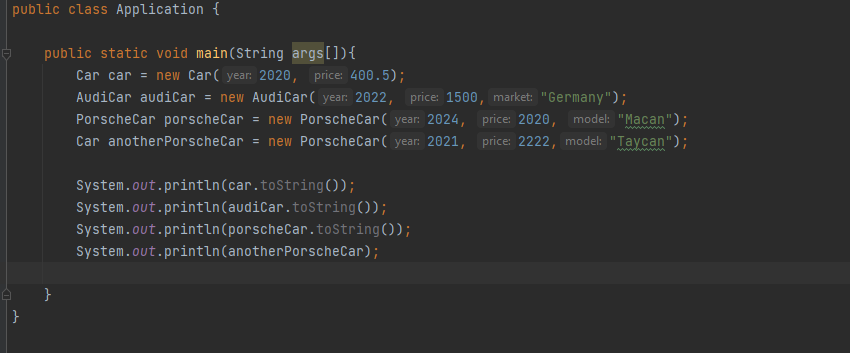 public class Application {
public static void main(String args[]){
Car car = new Car( year: 2020, price: 400.5);
AudiCar audiCar = new AudiCar( year: 2022, price: 1500, market: "Germany");
PorscheCar porscheCar = new PorscheCar( year: 2024, price: 2020, model: "Macan");
Car anotherPorscheCar = new PorscheCar( year: 2021, price: 2222, model: "Taycan");
System.out.println(car.toString());
System.out.println(audiCar.toString());
System.out.println(porscheCar.toString());
System.out.println(anotherPorscheCar);
}
}